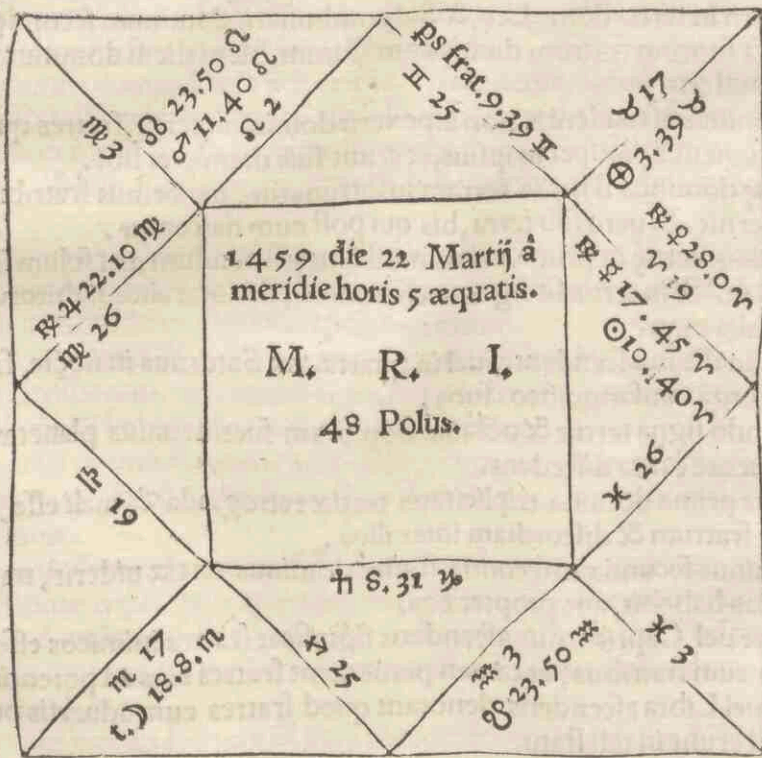 ♍ 3
☊ 23.50 ♌
♂ 11.40 ♌
♌ 2
ps frat. 9.39 ♊
♊ 25
♉ 17
⊕ 3.39 ♉
℞ ♀ 28.0 ♈
♈ 19
℞ ☿ 17.45 ♈
☉ 10.40 ♈
1459 die 22 Martij à
meridie horis 5 æquatis.
M. R. I.
48 Polus.
℞ ♃ 22.10 ♍
♍ 26
♎
19
♓ 26
♄ 8.31 ♑
♏ 17
t.☽ 18.8.♏
♐ 25
♒ 3
☋ 23.50 ♒
♓ 3